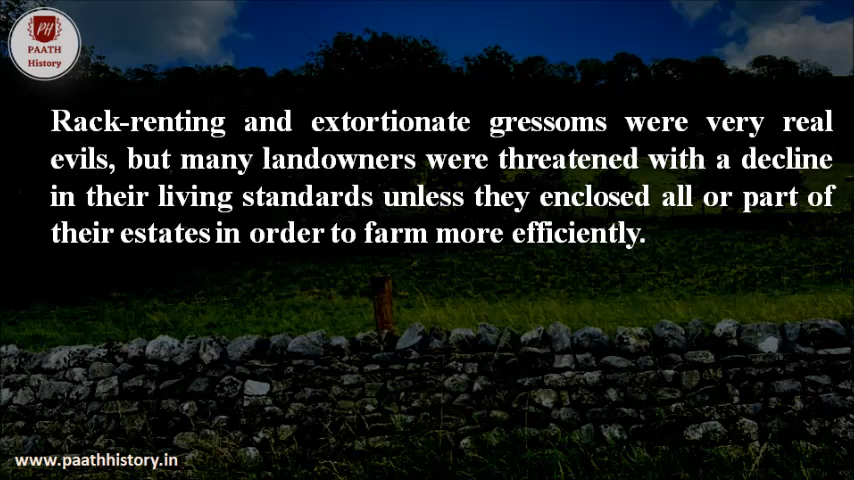 PH
PAATH
History
Rack-renting and extortionate gressoms were very real
evils, but many landowners were threatened with a decline
in their living standards unless they enclosed all or part of
their estates in order to farm more efficiently.
www.paathhistory.in